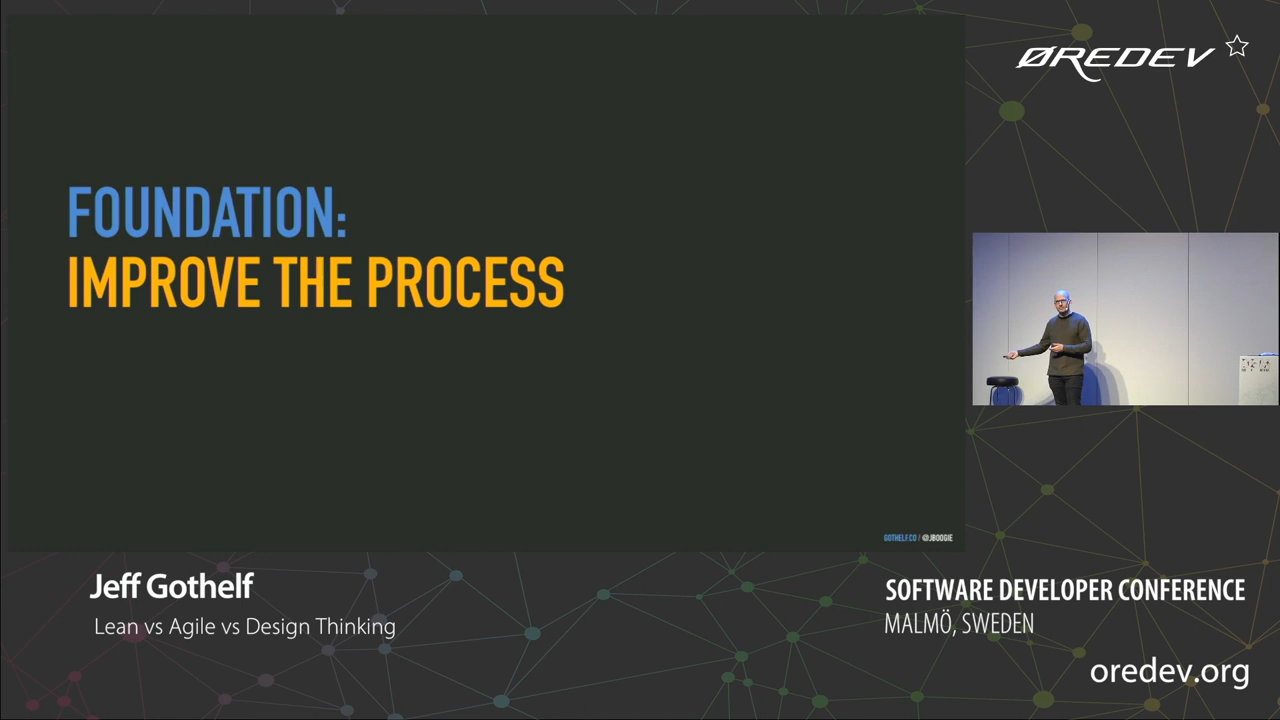 ØREDEV
FOUNDATION:
IMPROVE THE PROCESS
GOTHELF.CO / @JBOOGIE
Jeff Gothelf
Lean vs Agile vs Design Thinking
SOFTWARE DEVELOPER CONFERENCE
MALMÖ, SWEDEN
oredev.org